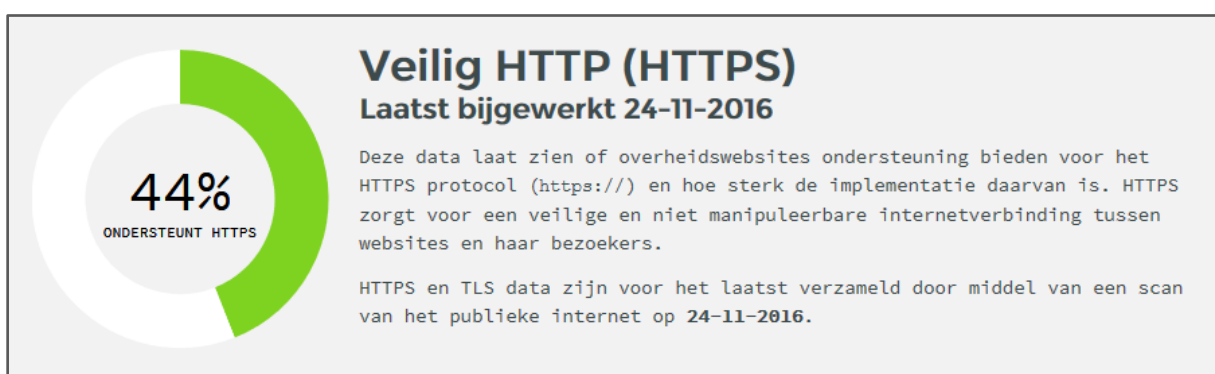 44%
ONDERSTEUNT HTTPS
Veilig HTTP (HTTPS)
Laatst bijgewerkt 24-11-2016
Deze data laat zien of overheidswebsites ondersteuning bieden voor het
HTTPS protocol (https://) en hoe sterk de implementatie daarvan is. HTTPS
zorgt voor een veilige en niet manipuleerbare internetverbinding tussen
websites en haar bezoekers.
HTTPS en TLS data zijn voor het laatst verzameld door middel van een scan
van het publieke internet op 24-11-2016.